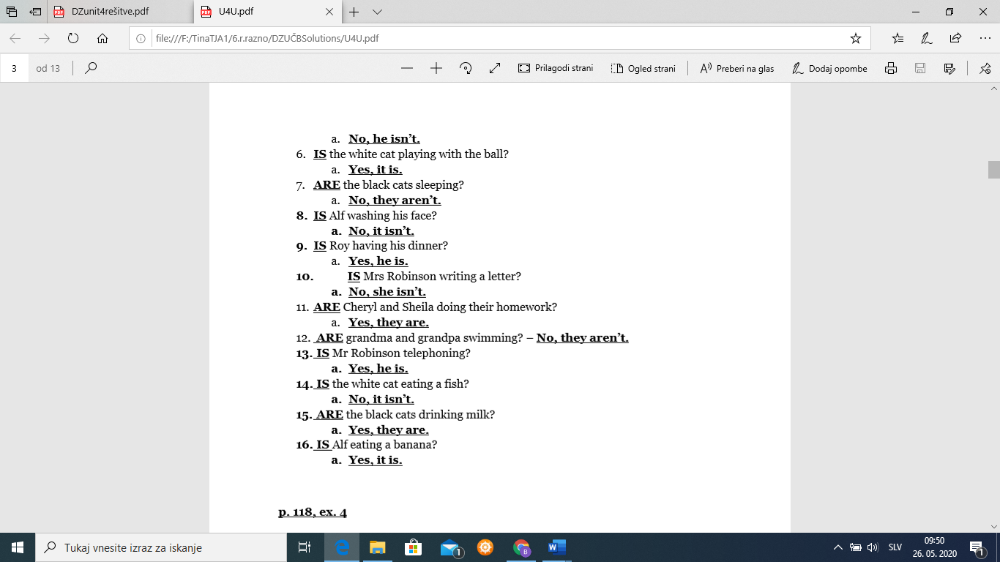 DZunit4rešitve.pdf
U4U.pdf
file:///F:/TinaTJA1/6.r.razno/DZUČBSolutions/U4U.pdf
3 od 13
Prilagodi strani
Ogled strani
Preberi na glas
Dodaj opombe
a. No, he isn't.
6. IS the white cat playing with the ball?
a. Yes, it is.
7. ARE the black cats sleeping?
a. No, they aren't.
8. IS Alf washing his face?
a. No, it isn't.
9. IS Roy having his dinner?
a. Yes, he is.
10. IS Mrs Robinson writing a letter?
a. No, she isn't.
11. ARE Cheryl and Sheila doing their homework?
a. Yes, they are.
12. ARE grandma and grandpa swimming? – No, they aren't.
13. IS Mr Robinson telephoning?
a. Yes, he is.
14. IS the white cat eating a fish?
a. No, it isn't.
15. ARE the black cats drinking milk?
a. Yes, they are.
16. IS Alf eating a banana?
a. Yes, it is.
p. 118, ex. 4
Tukaj vnesite izraz za iskanje
1
B
SLV
09:50
26. 05. 2020
1